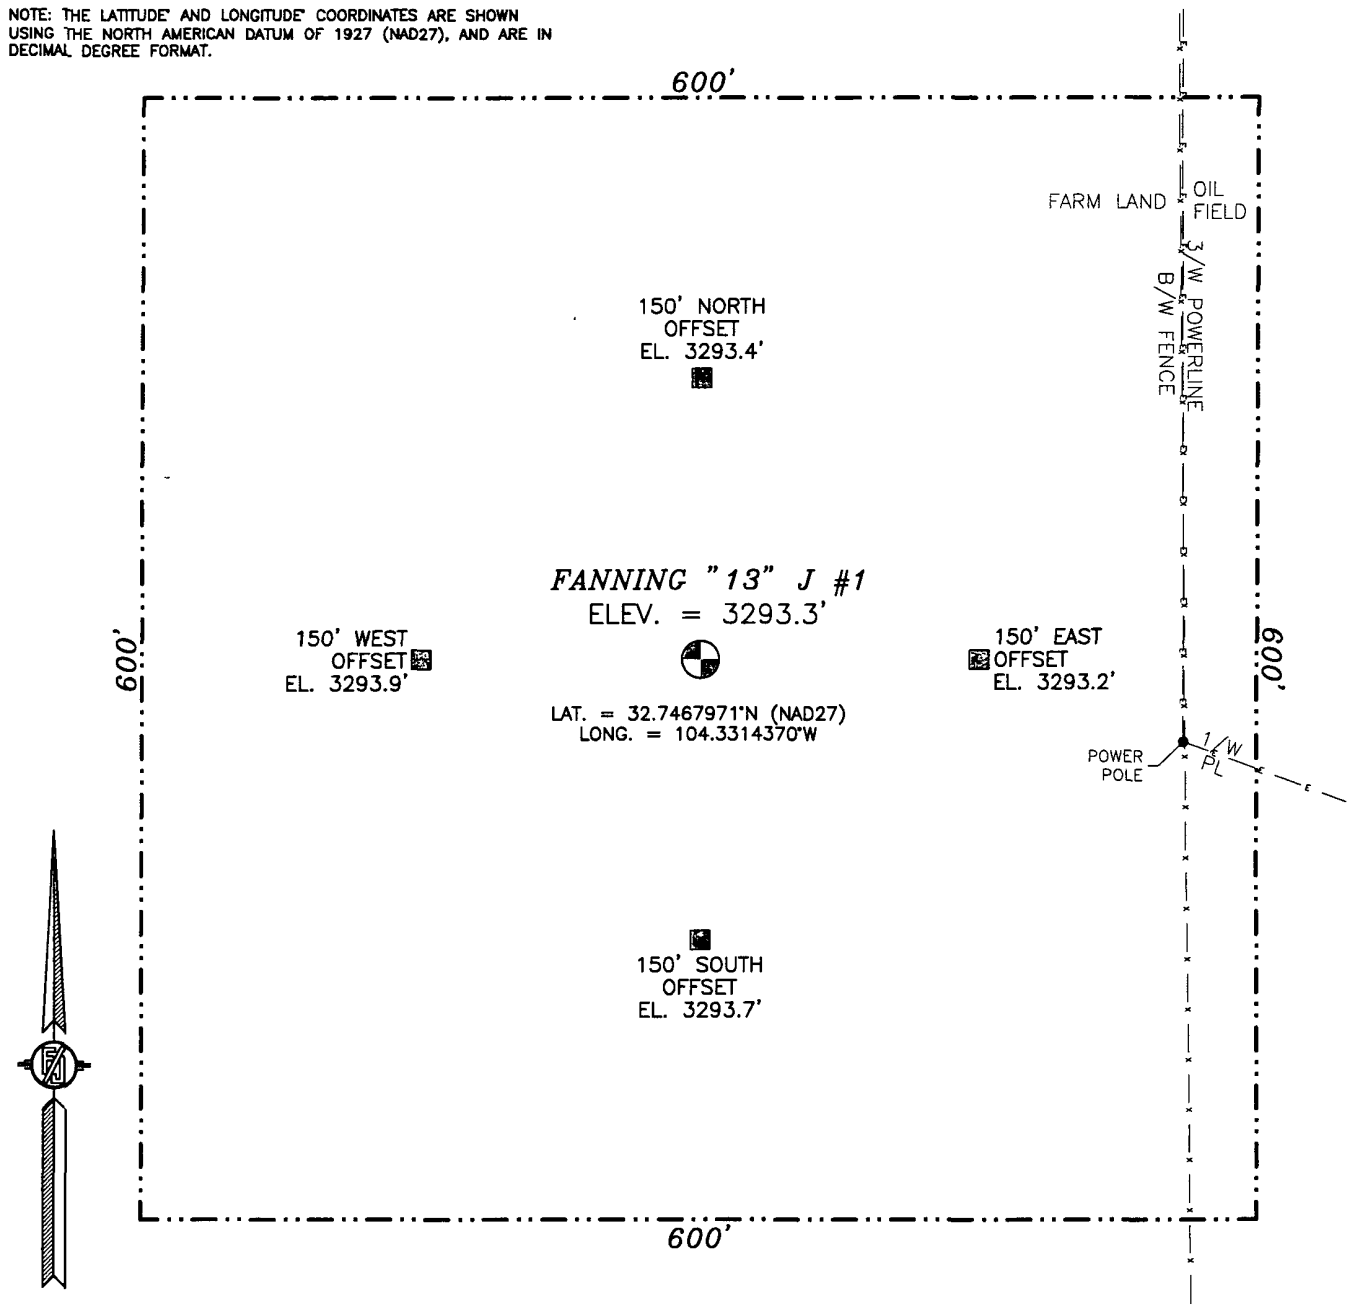 NOTE: THE LATITUDE AND LONGITUDE COORDINATES ARE SHOWN
USING THE NORTH AMERICAN DATUM OF 1927 (NAD27), AND ARE IN
DECIMAL DEGREE FORMAT.
600'
FARM LAND
OIL
FIELD
3/W POWERLINE
B/W FENCE
150' NORTH
OFFSET
EL. 3293.4'
FANNING "13" J #1
ELEV. = 3293.3'
600'
150' WEST
OFFSET
EL. 3293.9'
150' EAST
OFFSET
EL. 3293.2'
600'
LAT. = 32.7467971°N (NAD27)
LONG. = 104.3314370°W
POWER
POLE
1/W
PL
150' SOUTH
OFFSET
EL. 3293.7'
600'